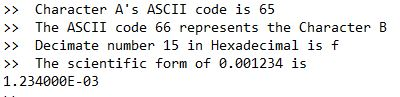 >> Character A's ASCII code is 65
>> The ASCII code 66 represents the Character B
>> Decimate number 15 in Hexadecimal is f
>> The scientific form of 0.001234 is
1.234000E-03